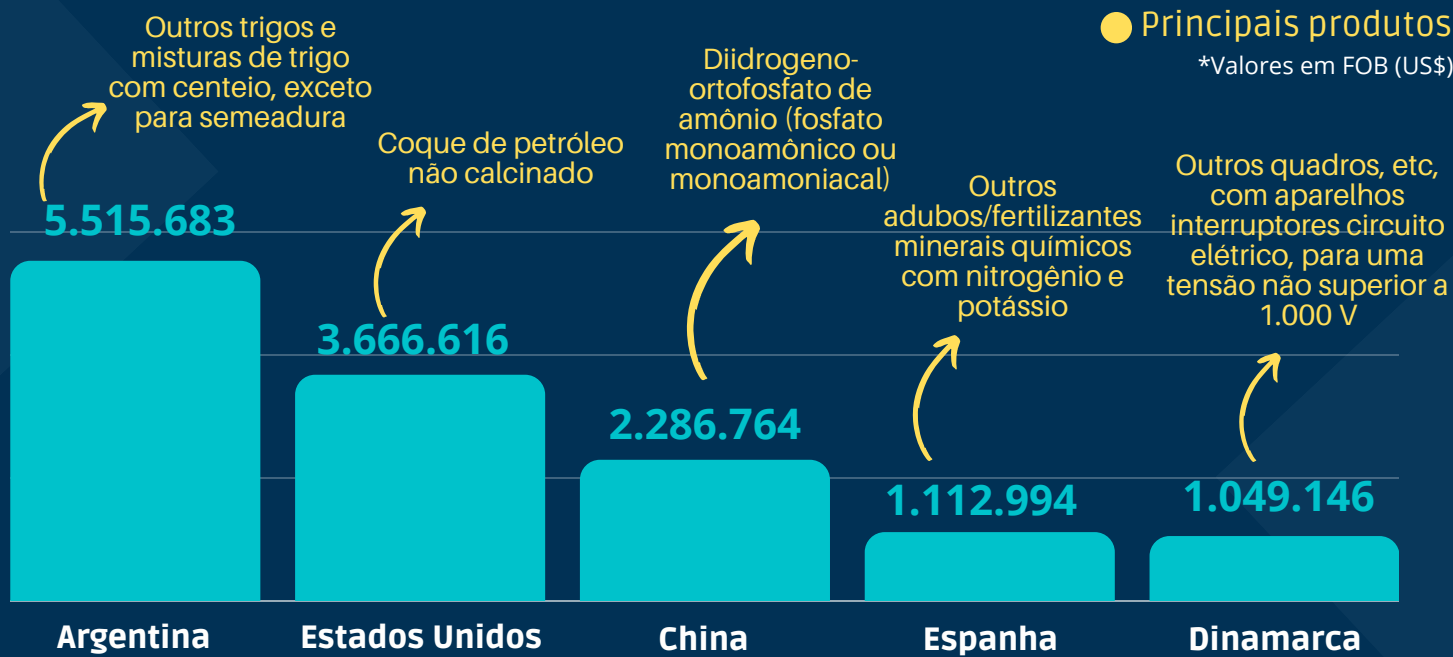 Principais produtos
*Valores em FOB (US$)
Outros trigos e
misturas de trigo
com centeio, exceto
para semeadura
5.515.683
Coque de petróleo
não calcinado
3.666.616
Diidrogeno-
ortofosfato de
amônio (fosfato
monoamônico ou
monoamoniacal)
2.286.764
Outros
adubos/fertilizantes
minerais químicos
com nitrogênio e
potássio
1.112.994
Outros quadros, etc,
com aparelhos
interruptores circuito
elétrico, para uma
tensão não superior a
1.000 V
1.049.146
Argentina
Estados Unidos
China
Espanha
Dinamarca